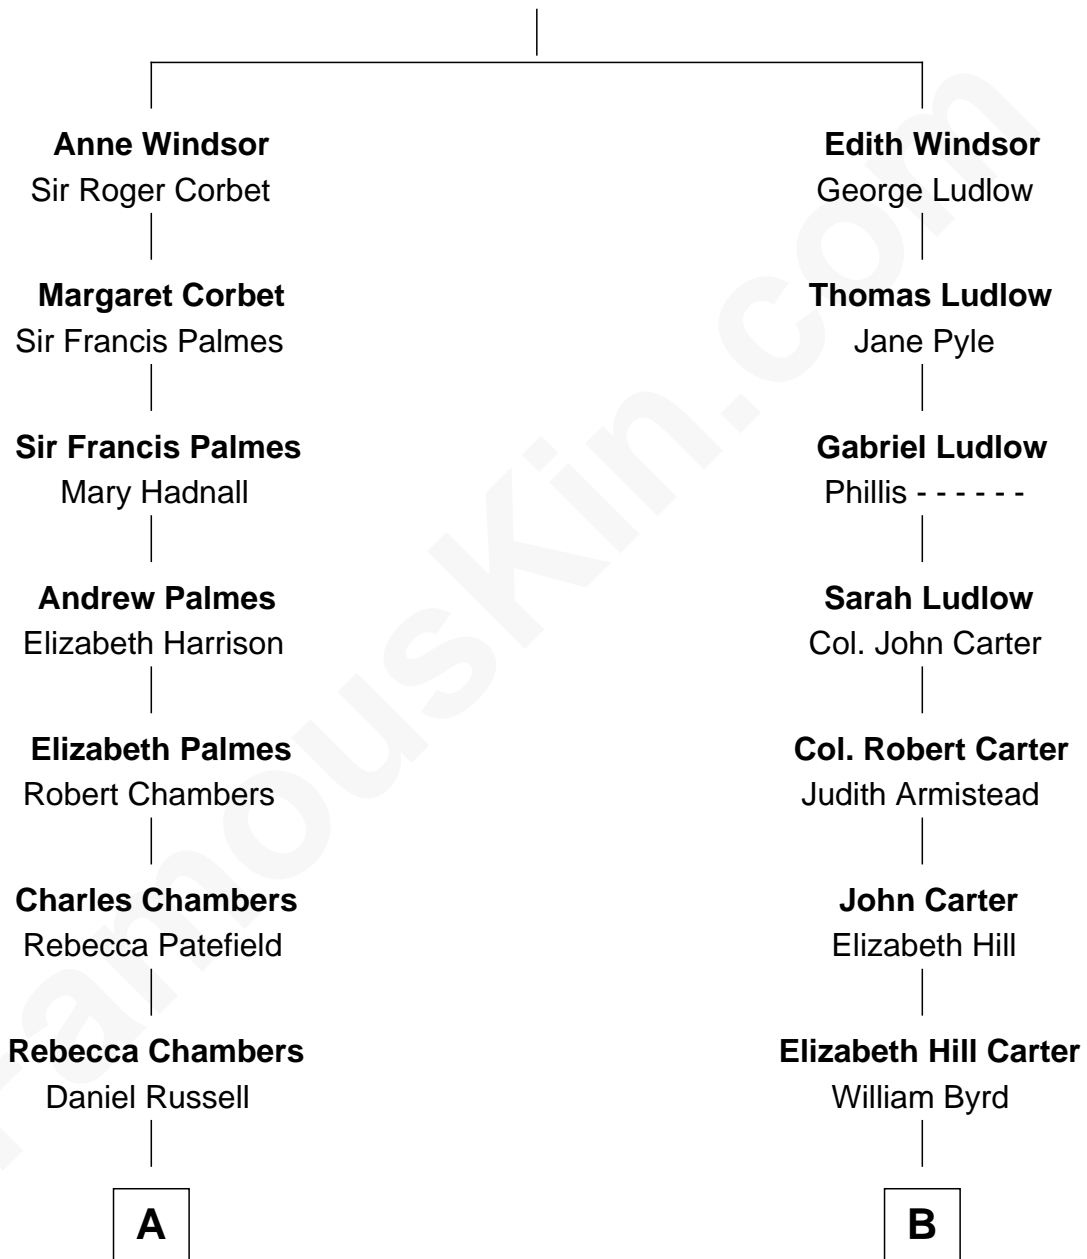 Anne Windsor
Sir Roger Corbet
Margaret Corbet
Sir Francis Palmes
Sir Francis Palmes
Mary Hadnall
Andrew Palmes
Elizabeth Harrison
Elizabeth Palmes
Robert Chambers
Charles Chambers
Rebecca Patefield
Rebecca Chambers
Daniel Russell
A
Edith Windsor
George Ludlow
Thomas Ludlow
Jane Pyle
Gabriel Ludlow
Phillis - - - - - -
Sarah Ludlow
Col. John Carter
Col. Robert Carter
Judith Armistead
John Carter
Elizabeth Hill
Elizabeth Hill Carter
William Byrd
B
FamousKin.com